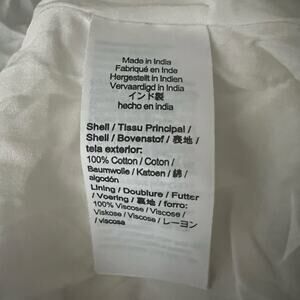 Made in India
Fabriqué en Inde
Hergestellt in Indien
Vervaardigd in India
インド製
hecho en india
Shell / Tissu Principal /
Shell / Bovenstof / 表地 /
tela exterior:
100% Cotton / Coton /
Baumwolle / Katoen / 綿 /
algodón
Lining / Doublure / Futter
/ Voering / 裏地 / forro:
100% Viscose / Viscose /
Viskose / Viscose / レーヨン
/ viscosa